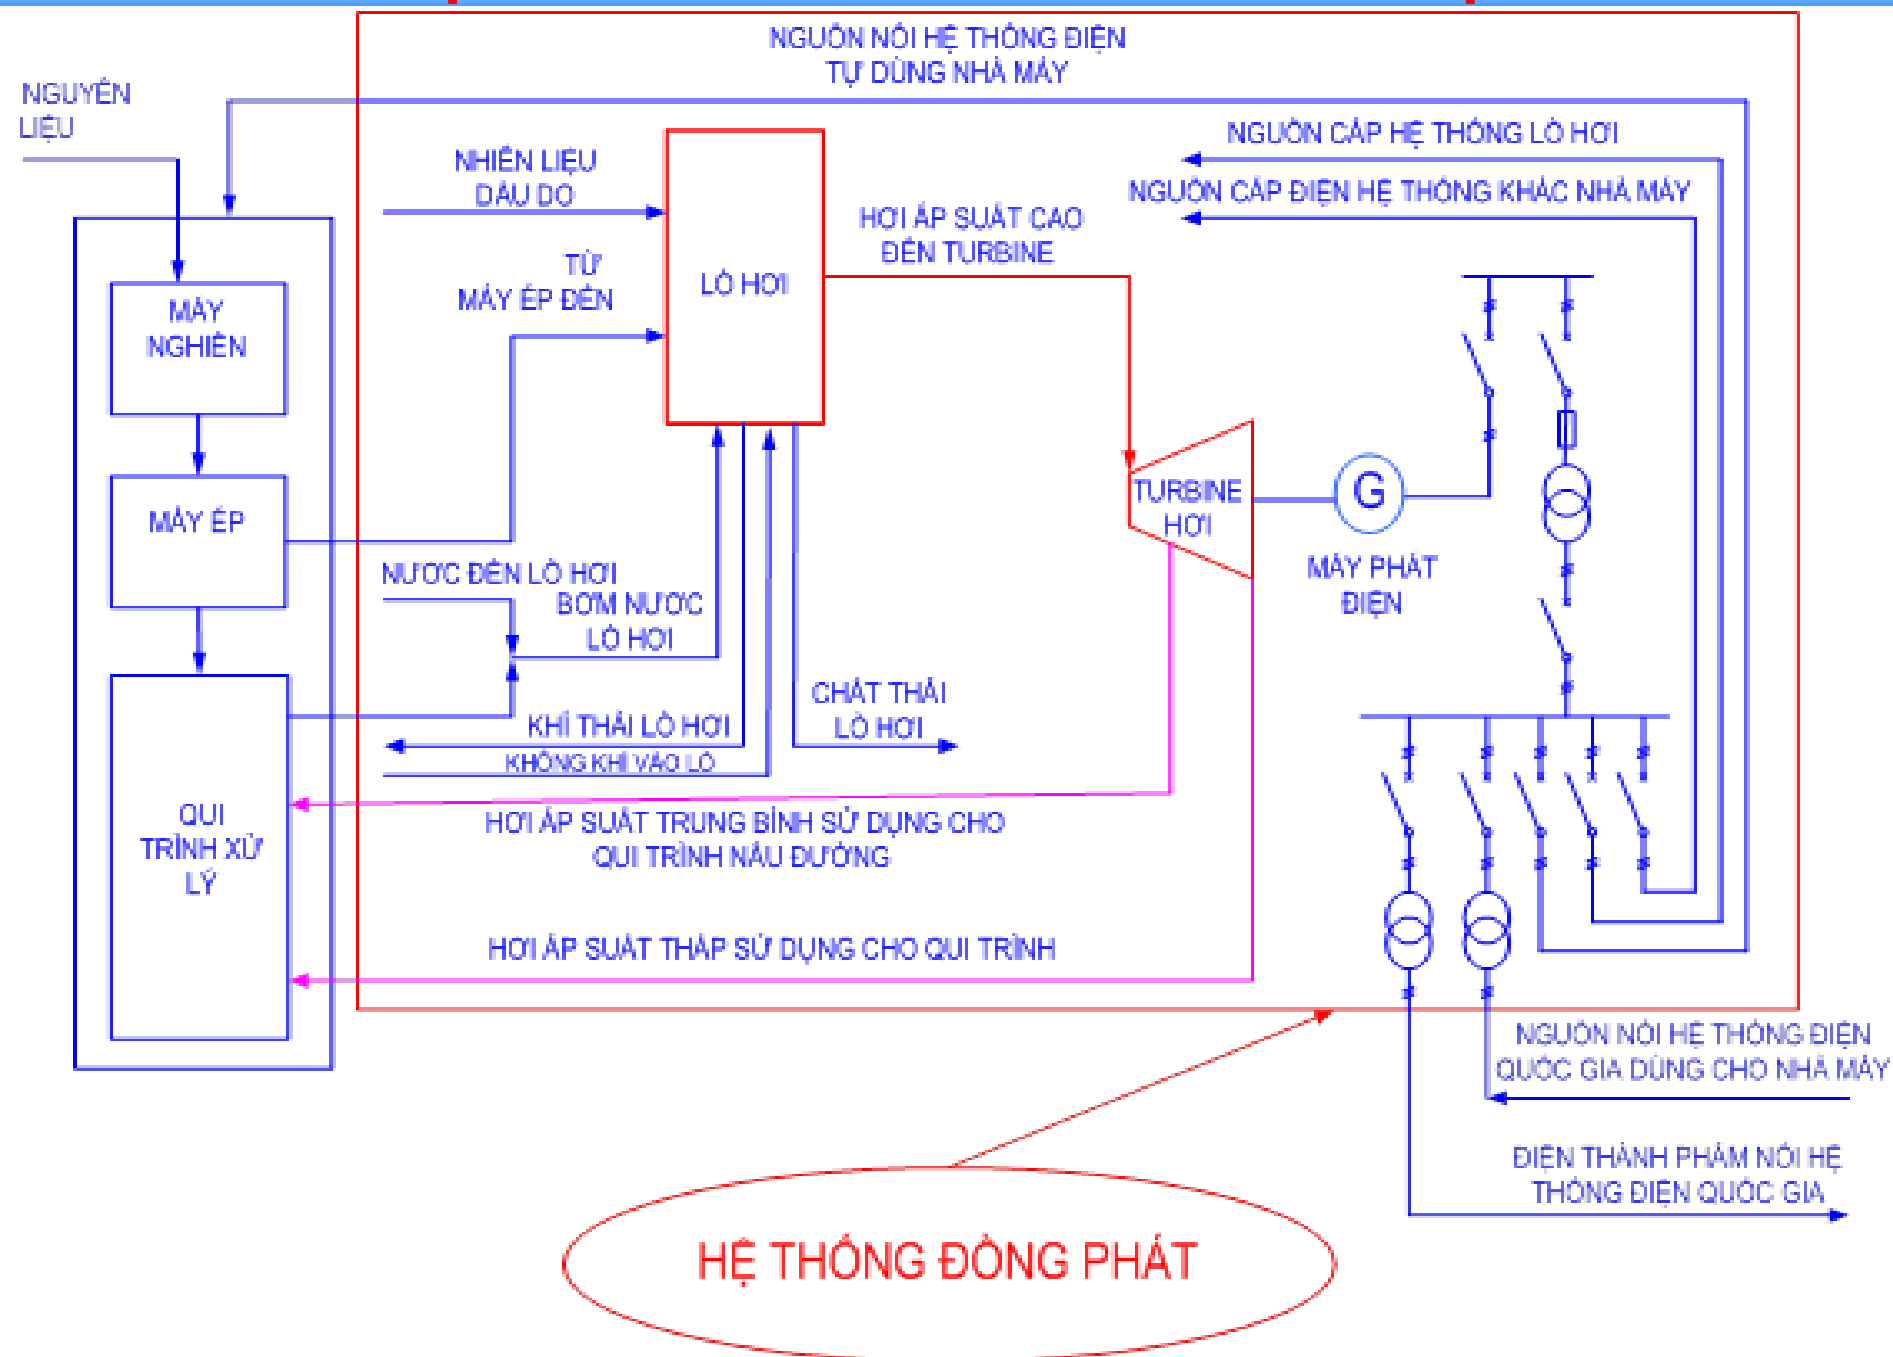 NGUỒN NỐI HỆ THỐNG ĐIỆN
TỰ DÙNG NHÀ MÁY
NGUYÊN
LIỆU
NGUỒN CẤP HỆ THỐNG LÒ HƠI
NHIÊN LIỆU
DẦU DO
NGUỒN CẤP ĐIỆN HỆ THỐNG KHÁC NHÀ MÁY
HƠI ÁP SUẤT CAO
ĐẾN TURBINE
TỪ
MÁY ÉP ĐẾN
LÒ HƠI
MÁY
NGHIỀN
TURBINE
HƠI
G
MÁY ÉP
MÁY PHÁT
ĐIỆN
NƯỚC ĐẾN LÒ HƠI
BƠM NƯỚC
LÒ HƠI
CHẤT THẢI
LÒ HƠI
KHÍ THẢI LÒ HƠI
KHÔNG KHÍ VÀO LÒ
QUI
TRÌNH XỬ
LÝ
HƠI ÁP SUẤT TRUNG BÌNH SỬ DỤNG CHO
QUI TRÌNH NẤU ĐƯỜNG
HƠI ÁP SUẤT THẤP SỬ DỤNG CHO QUI TRÌNH
NGUỒN NỐI HỆ THỐNG ĐIỆN
QUỐC GIA DÙNG CHO NHÀ MÁY
ĐIỆN THÀNH PHẨM NỐI HỆ
THỐNG ĐIỆN QUỐC GIA
HỆ THỐNG ĐỒNG PHÁT